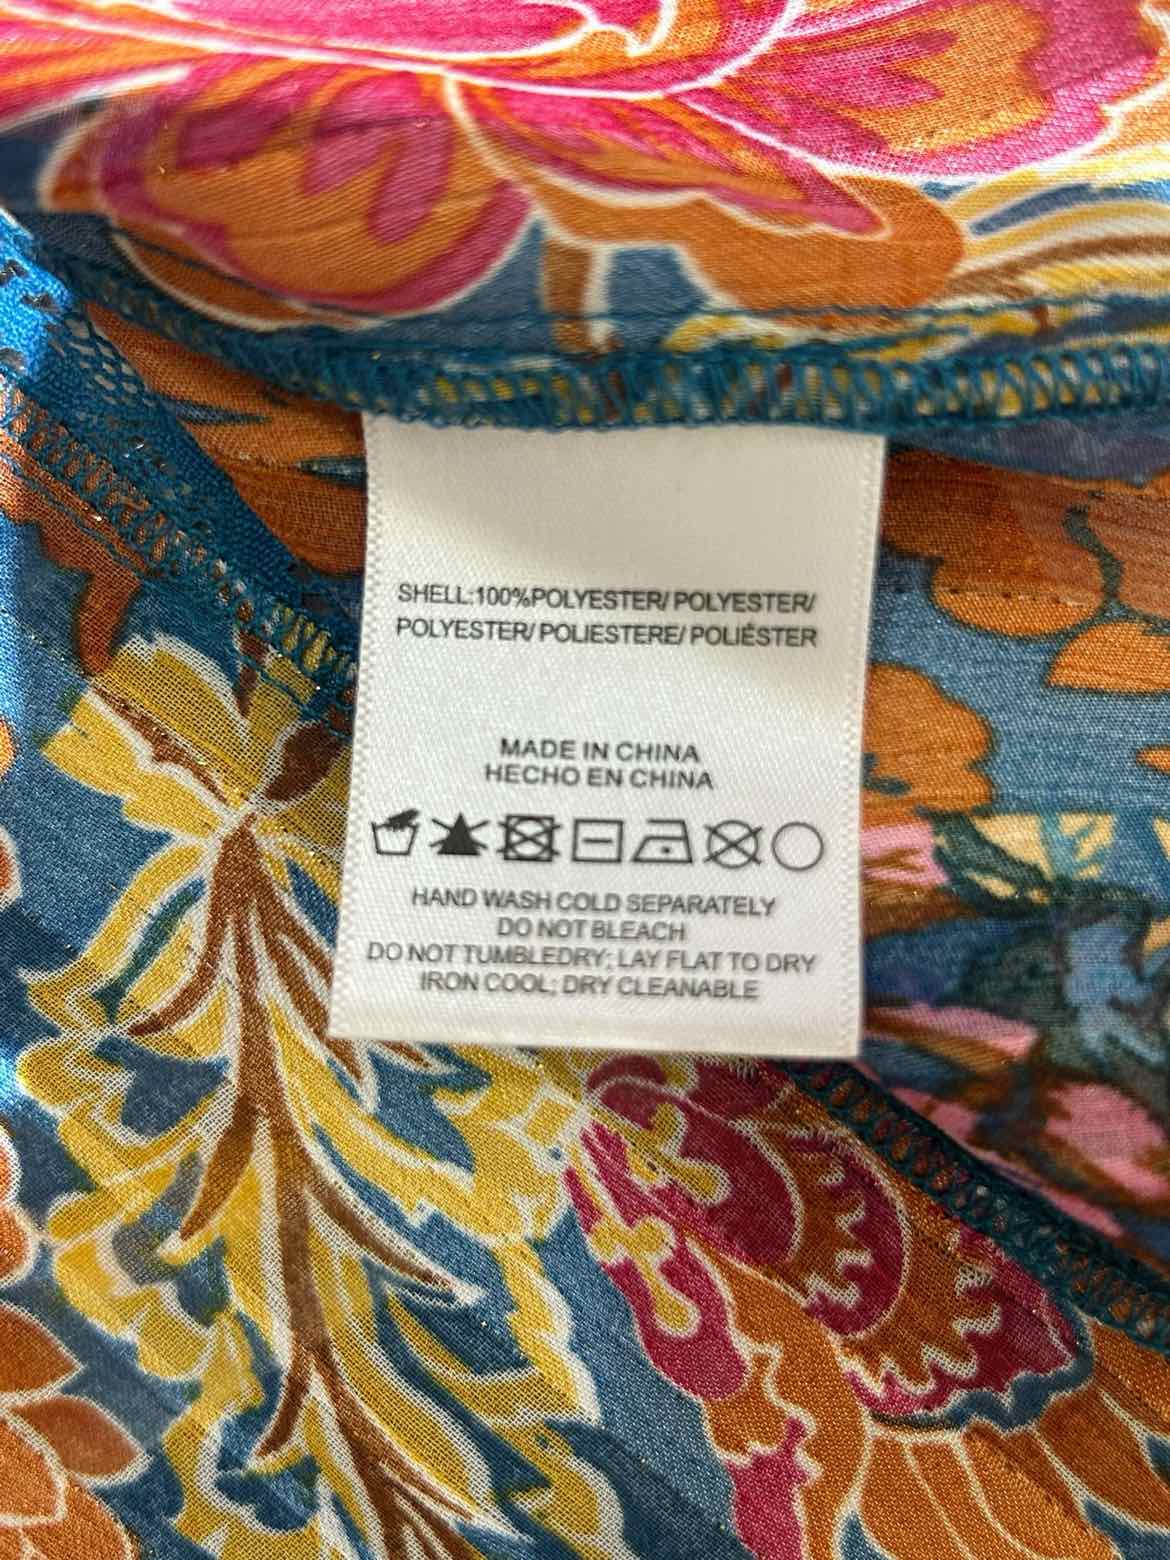 SHELL:100%POLYESTER/ POLYESTER/
POLYESTER/ POLIESTERE/ POLIÉSTER
MADE IN CHINA
HECHO EN CHINA
HAND WASH COLD SEPARATELY
DO NOT BLEACH
DO NOT TUMBLEDRY; LAY FLAT TO DRY
IRON COOL; DRY CLEANABLE